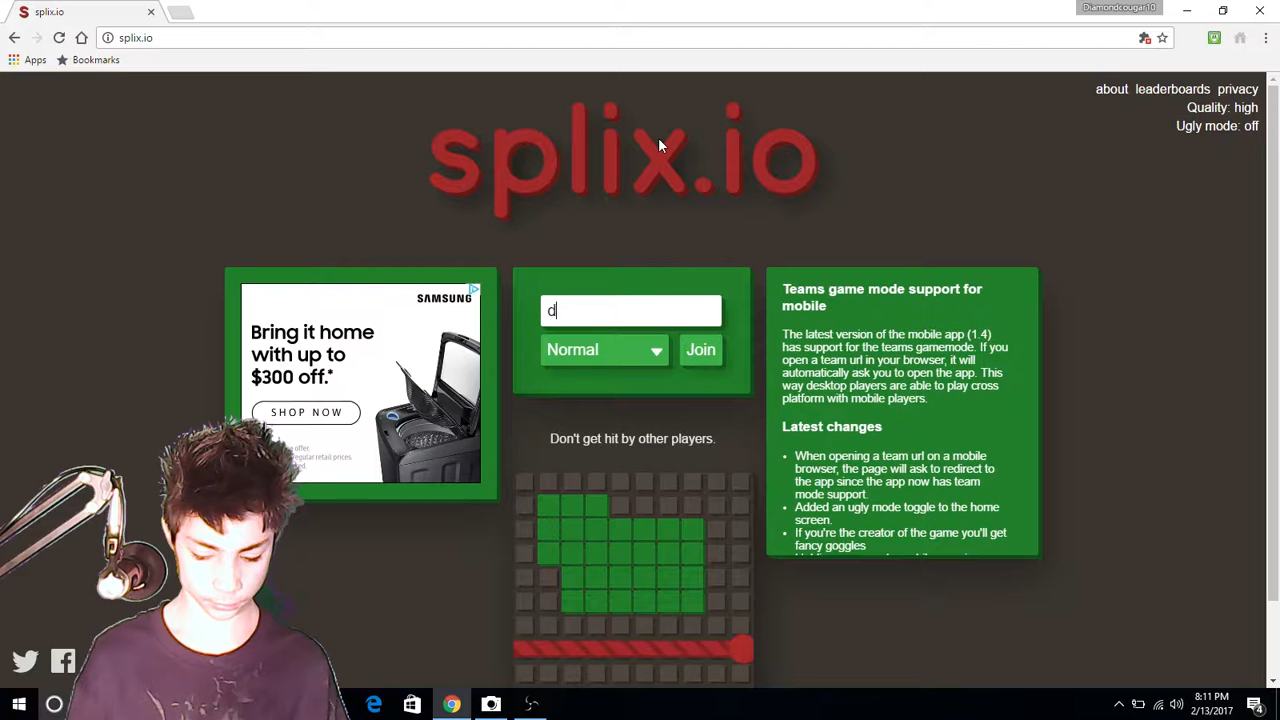 splix.io
Diamondcougar10
splix.io
Apps
Bookmarks
about leaderboards privacy
Quality: high
Ugly mode: off
splix.io
SAMSUNG
Bring it home
with up to
$300 off.*
SHOP NOW
offer.
regular retail prices.
d
Normal
Join
Don't get hit by other players.
Teams game mode support for
mobile
The latest version of the mobile app (1.4)
has support for the teams gamemode. If you
open a team url in your browser, it will
automatically ask you to open the app. This
way desktop players are able to play cross
platform with mobile players.
Latest changes
When opening a team url on a mobile
browser, the page will ask to redirect to
the app since the app now has team
mode support.
Added an ugly mode toggle to the home
screen.
If you're the creator of the game you'll get
fancy goggles
8:11 PM
2/13/2017
4